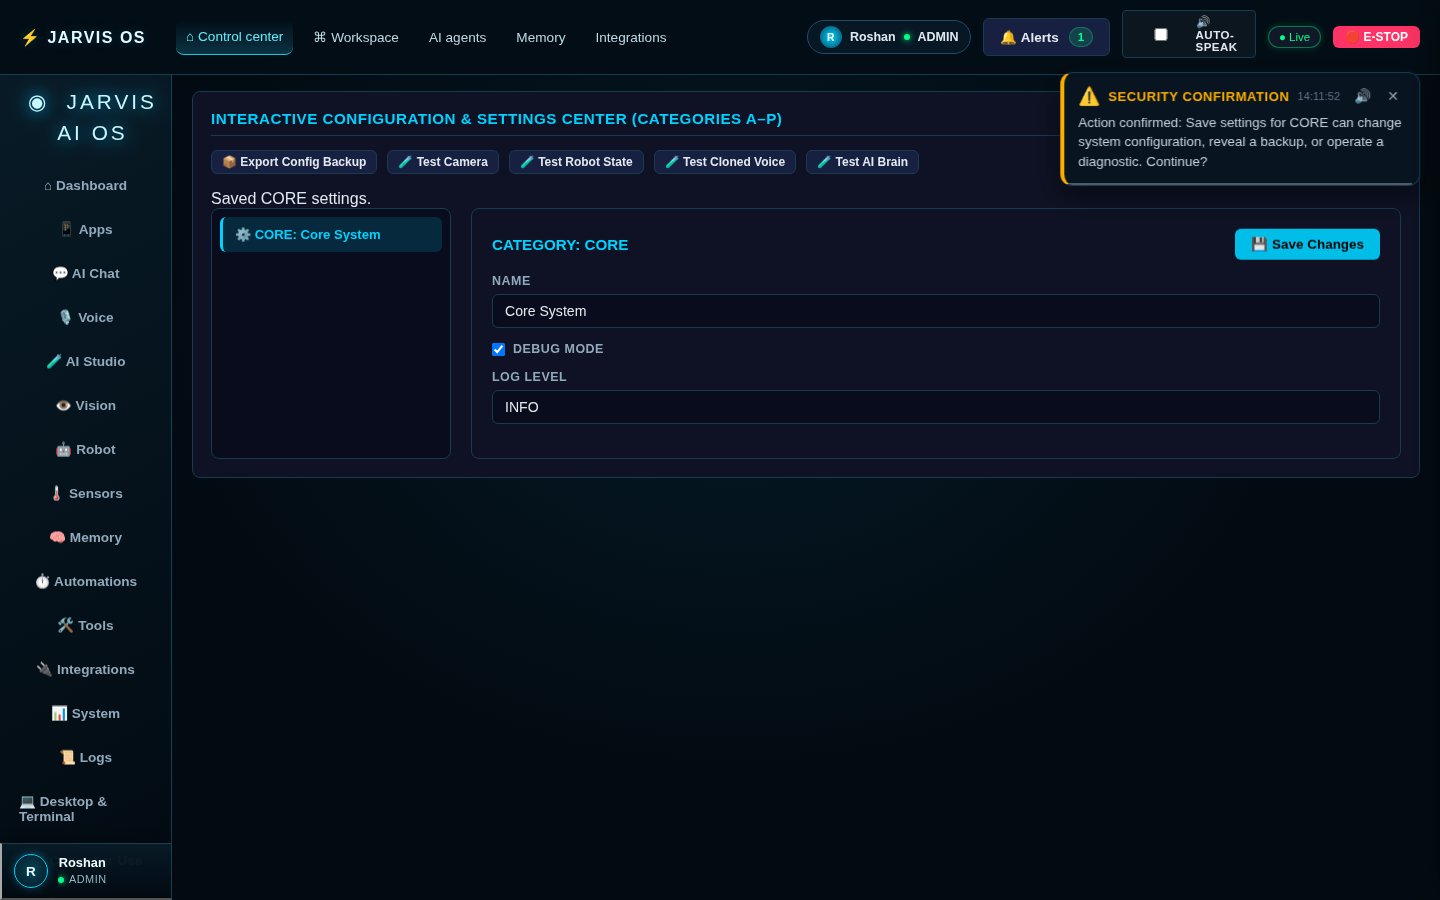 ⚡ JARVIS OS
⌂ Control center
⌘ Workspace
AI agents
Memory
Integrations
R Roshan ● ADMIN
🔔 Alerts 1
🔊
AUTO-
SPEAK
● Live
🛑 E-STOP
◉ JARVIS
AI OS
⌂ Dashboard
📱 Apps
💬 AI Chat
🎙️ Voice
🧪 AI Studio
👁️ Vision
🤖 Robot
🌡️ Sensors
🧠 Memory
⏱️ Automations
🛠️ Tools
🔌 Integrations
📊 System
📜 Logs
💻 Desktop &
Terminal
R
Roshan
● ADMIN
⚠️ SECURITY CONFIRMATION 14:11:52 🔊 ✕
Action confirmed: Save settings for CORE can change
system configuration, reveal a backup, or operate a
diagnostic. Continue?
INTERACTIVE CONFIGURATION & SETTINGS CENTER (CATEGORIES A–P)
📦 Export Config Backup
🧪 Test Camera
🧪 Test Robot State
🧪 Test Cloned Voice
🧪 Test AI Brain
Saved CORE settings.
⚙️ CORE: Core System
CATEGORY: CORE
💾 Save Changes
NAME
Core System
DEBUG MODE
LOG LEVEL
INFO